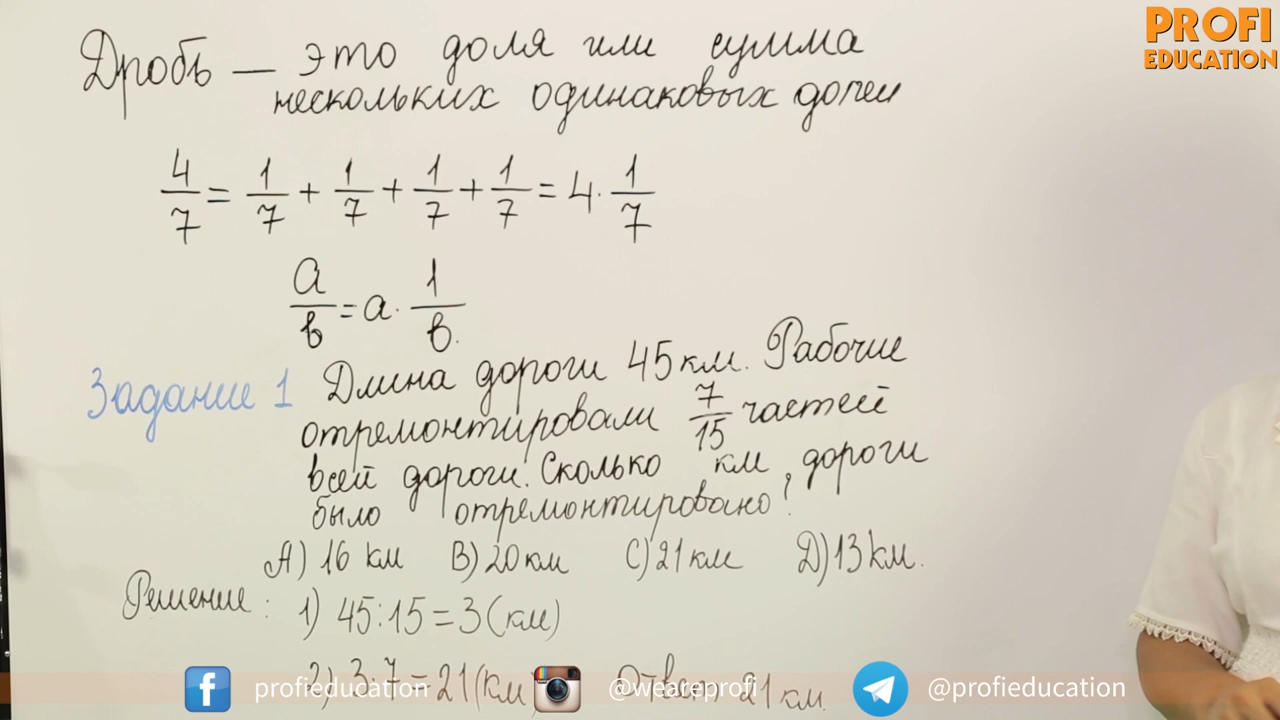 PROFI
EDUCATION
Дробь — это доля или сумма
нескольких одинаковых долей
4/7 = 1/7 + 1/7 + 1/7 + 1/7 = 4 · 1/7
a/b = a · 1/b.
Задание 1 Длина дороги 45 км. Рабочие
отремонтировали 7/15 частей
всей дороги. Сколько км дороги
было отремонтировано?
A) 16 км B) 20 км C) 21 км D) 13 км.
Решение: 1) 45:15=3(км)
2) 3·7=21(км) Ответ: 21 км.
profieducation @weareprofi @profieducation